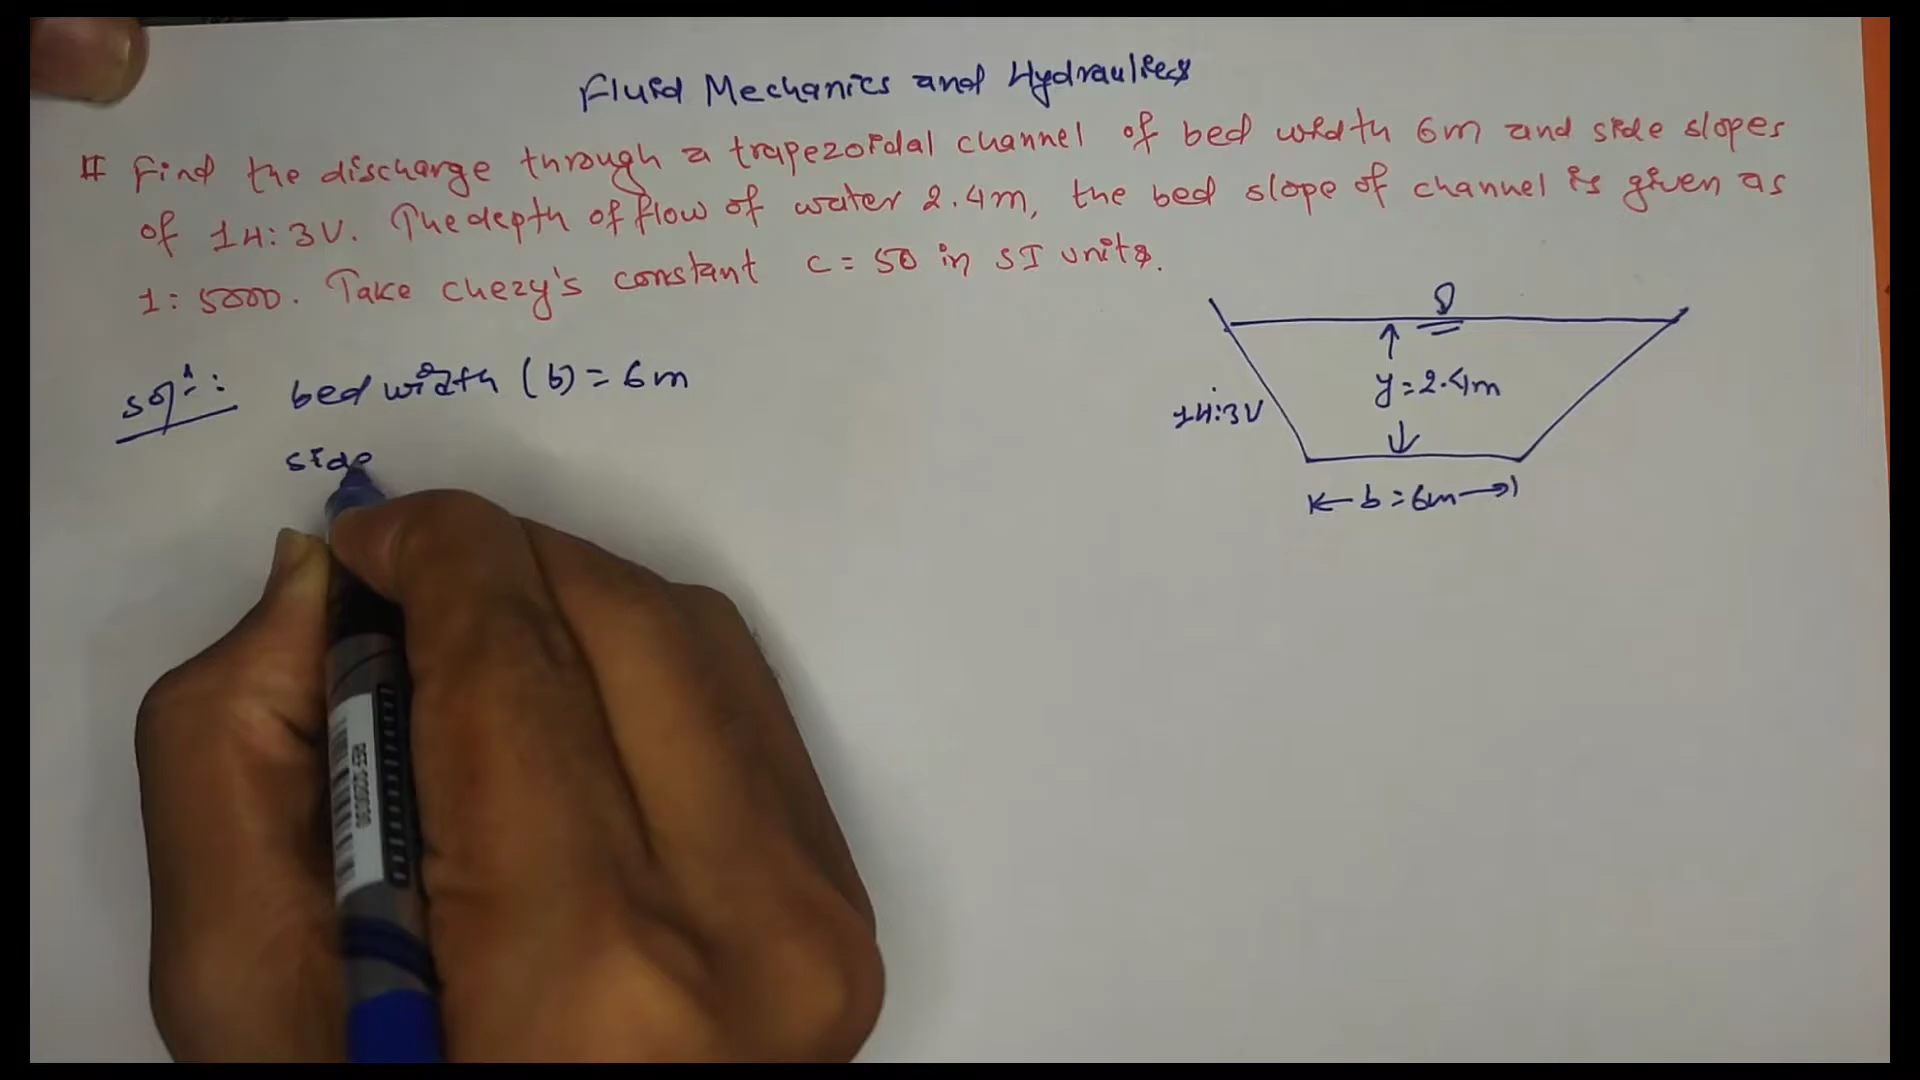 Fluid Mechanics and Hydraulics
# Find the discharge through a trapezoidal channel of bed width 6m and side slopes
of 1H:3V. The depth of flow of water 2.4m, the bed slope of channel is given as
1:5000. Take chezy's constant c = 50 in SI units.
solⁿ: bed width (b) = 6m
side
1H:3V
y=2.4m
b=6m